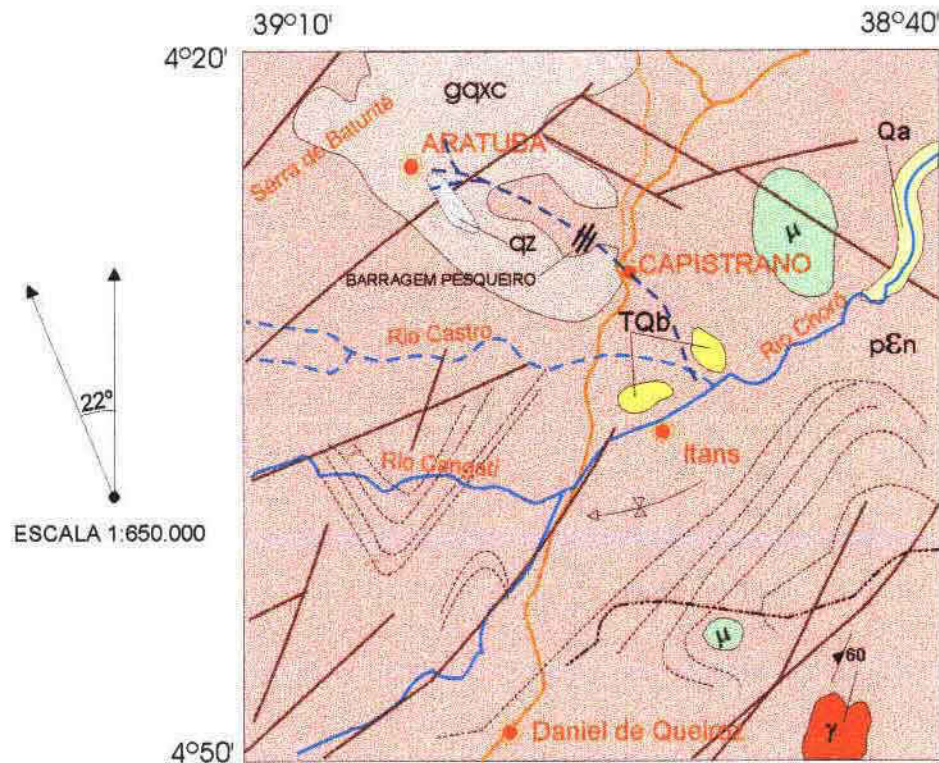 39°10'
38°40'
4°20'
gqxc
Qa
ARATUBA
Serra de Baturité
μ
qz
BARRAGEM PESQUEIRO
CAPISTRANO
TQb
Rio Castro
Rio Choró
pЄn
22°
Itans
Rio Cangati
ESCALA 1:650.000
μ
60
γ
Daniel de Queiroz
4°50'